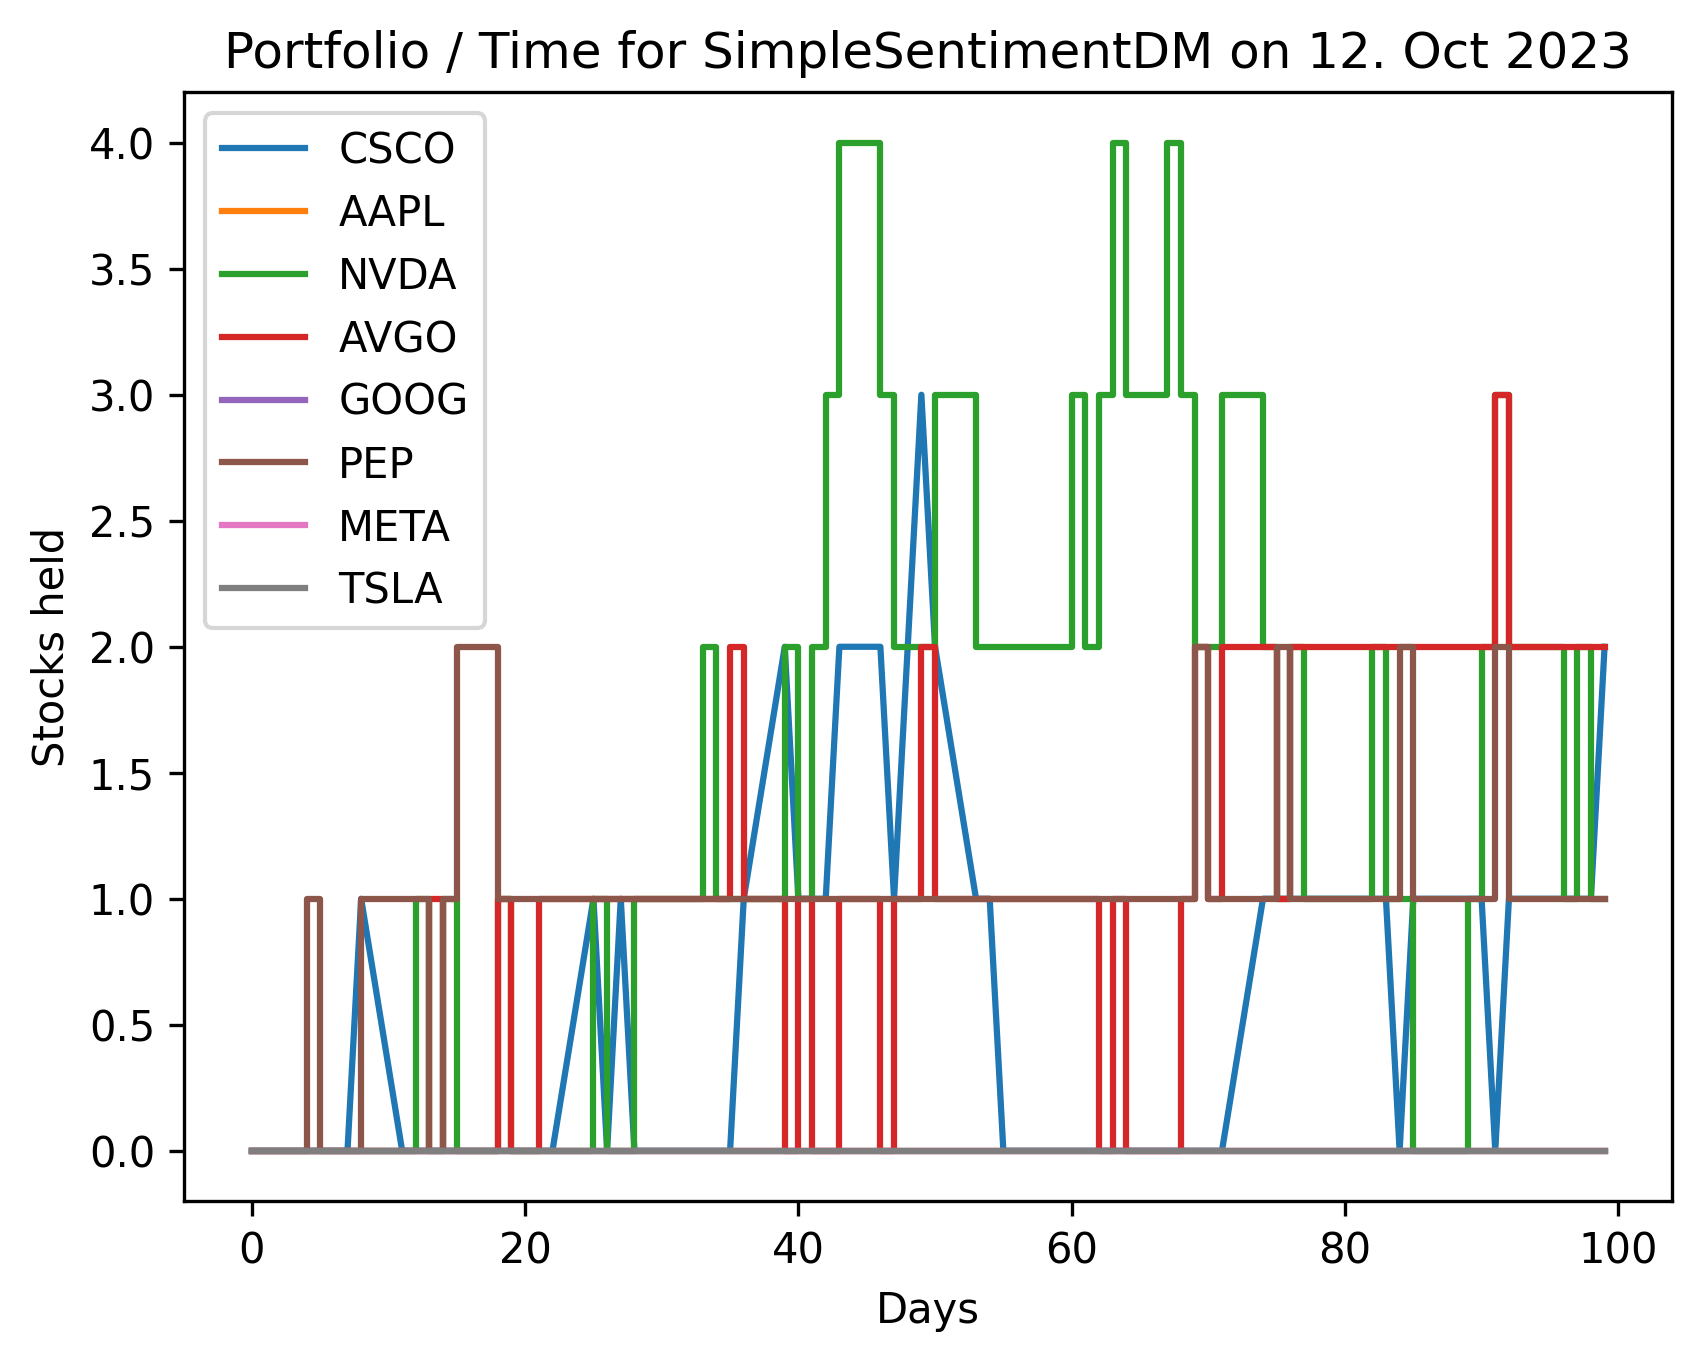 Portfolio / Time for SimpleSentimentDM on 12. Oct 2023
4.0
3.5
3.0
2.5
2.0
1.5
1.0
0.5
0.0
Stocks held
CSCO
AAPL
NVDA
AVGO
GOOG
PEP
META
TSLA
0 20 40 60 80 100
Days